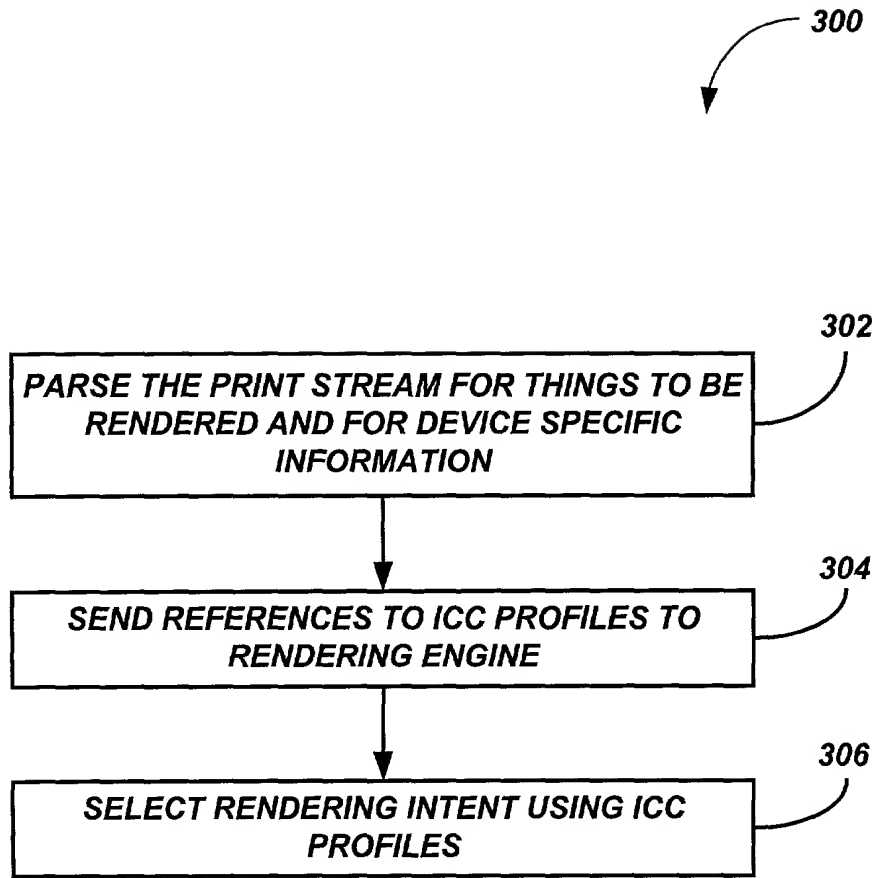 300
302
PARSE THE PRINT STREAM FOR THINGS TO BE
RENDERED AND FOR DEVICE SPECIFIC
INFORMATION
304
SEND REFERENCES TO ICC PROFILES TO
RENDERING ENGINE
306
SELECT RENDERING INTENT USING ICC
PROFILES